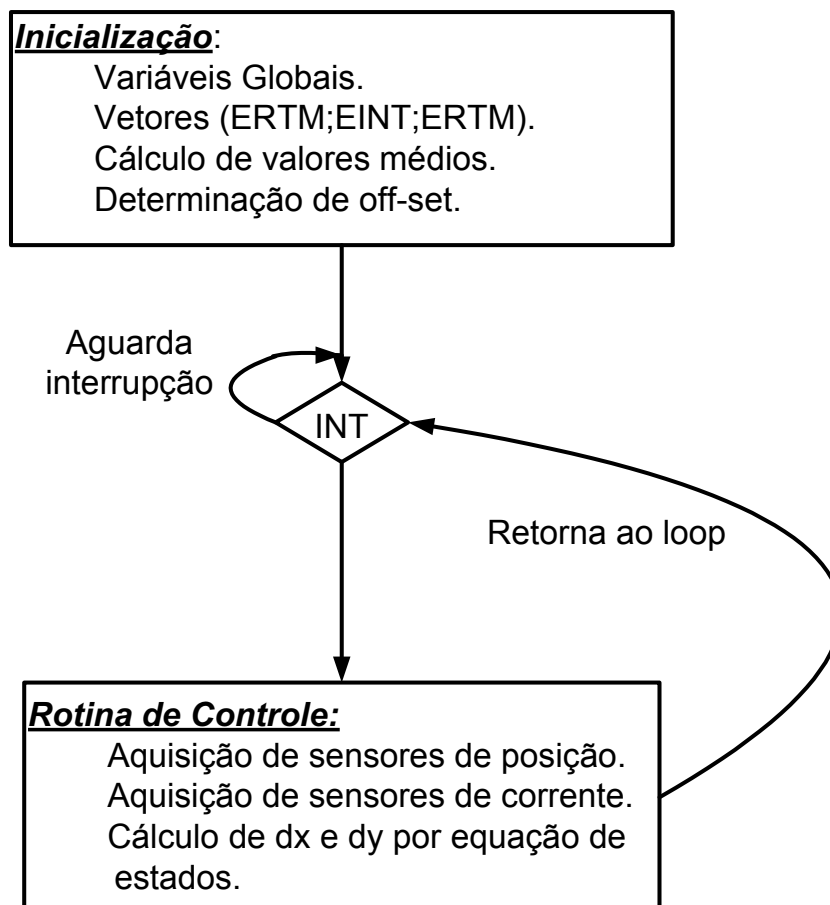 Inicialização:
Variáveis Globais.
Vetores (ERTM;EINT;ERTM).
Cálculo de valores médios.
Determinação de off-set.
Aguarda
interrupção
INT
Retorna ao loop
Rotina de Controle:
Aquisição de sensores de posição.
Aquisição de sensores de corrente.
Cálculo de dx e dy por equação de
estados.